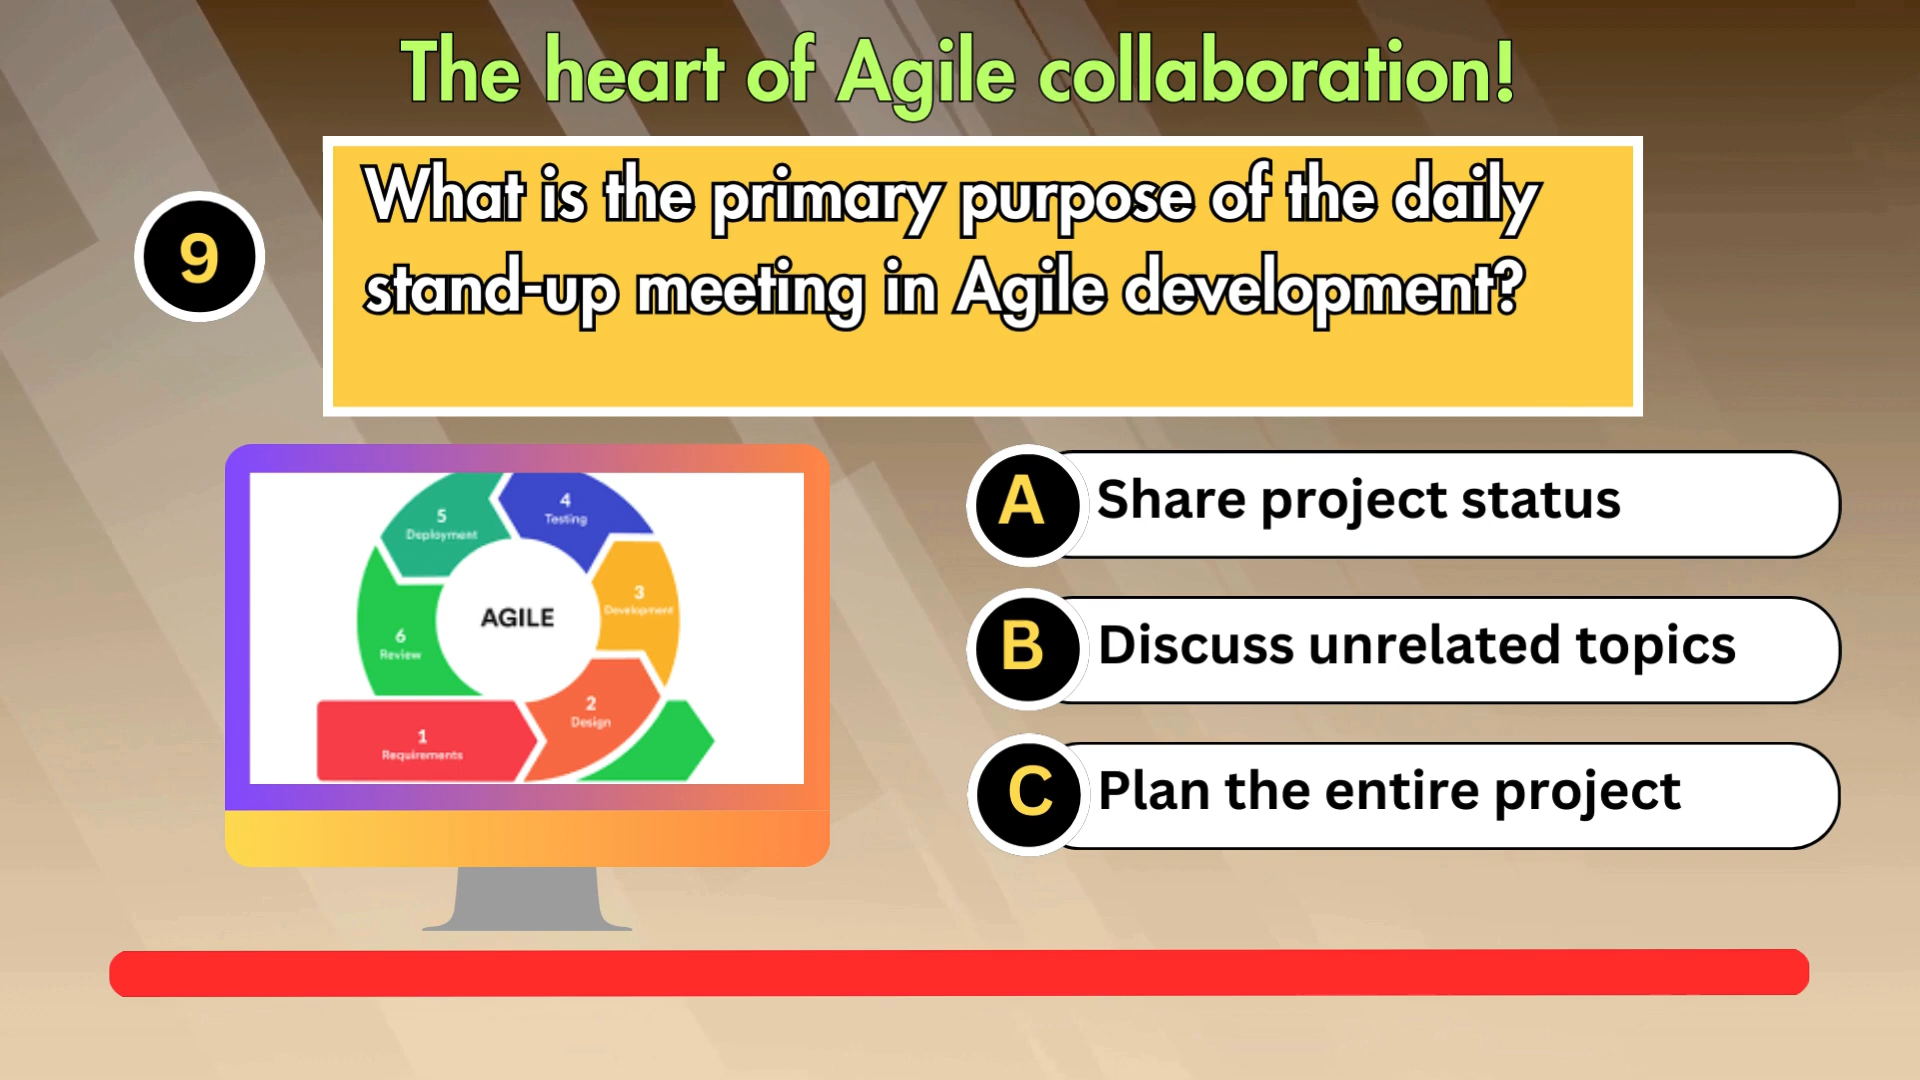 The heart of Agile collaboration!
9
What is the primary purpose of the daily
stand-up meeting in Agile development?
5
Deployment
4
Testing
3
Development
AGILE
6
Review
2
Design
1
Requirements
A
Share project status
B
Discuss unrelated topics
C
Plan the entire project